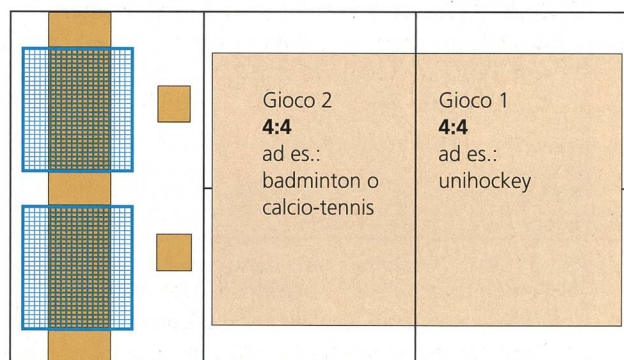 Gioco 2
4:4
ad es.:
badminton o
calcio-tennis
Gioco 1
4:4
ad es.:
unihockey